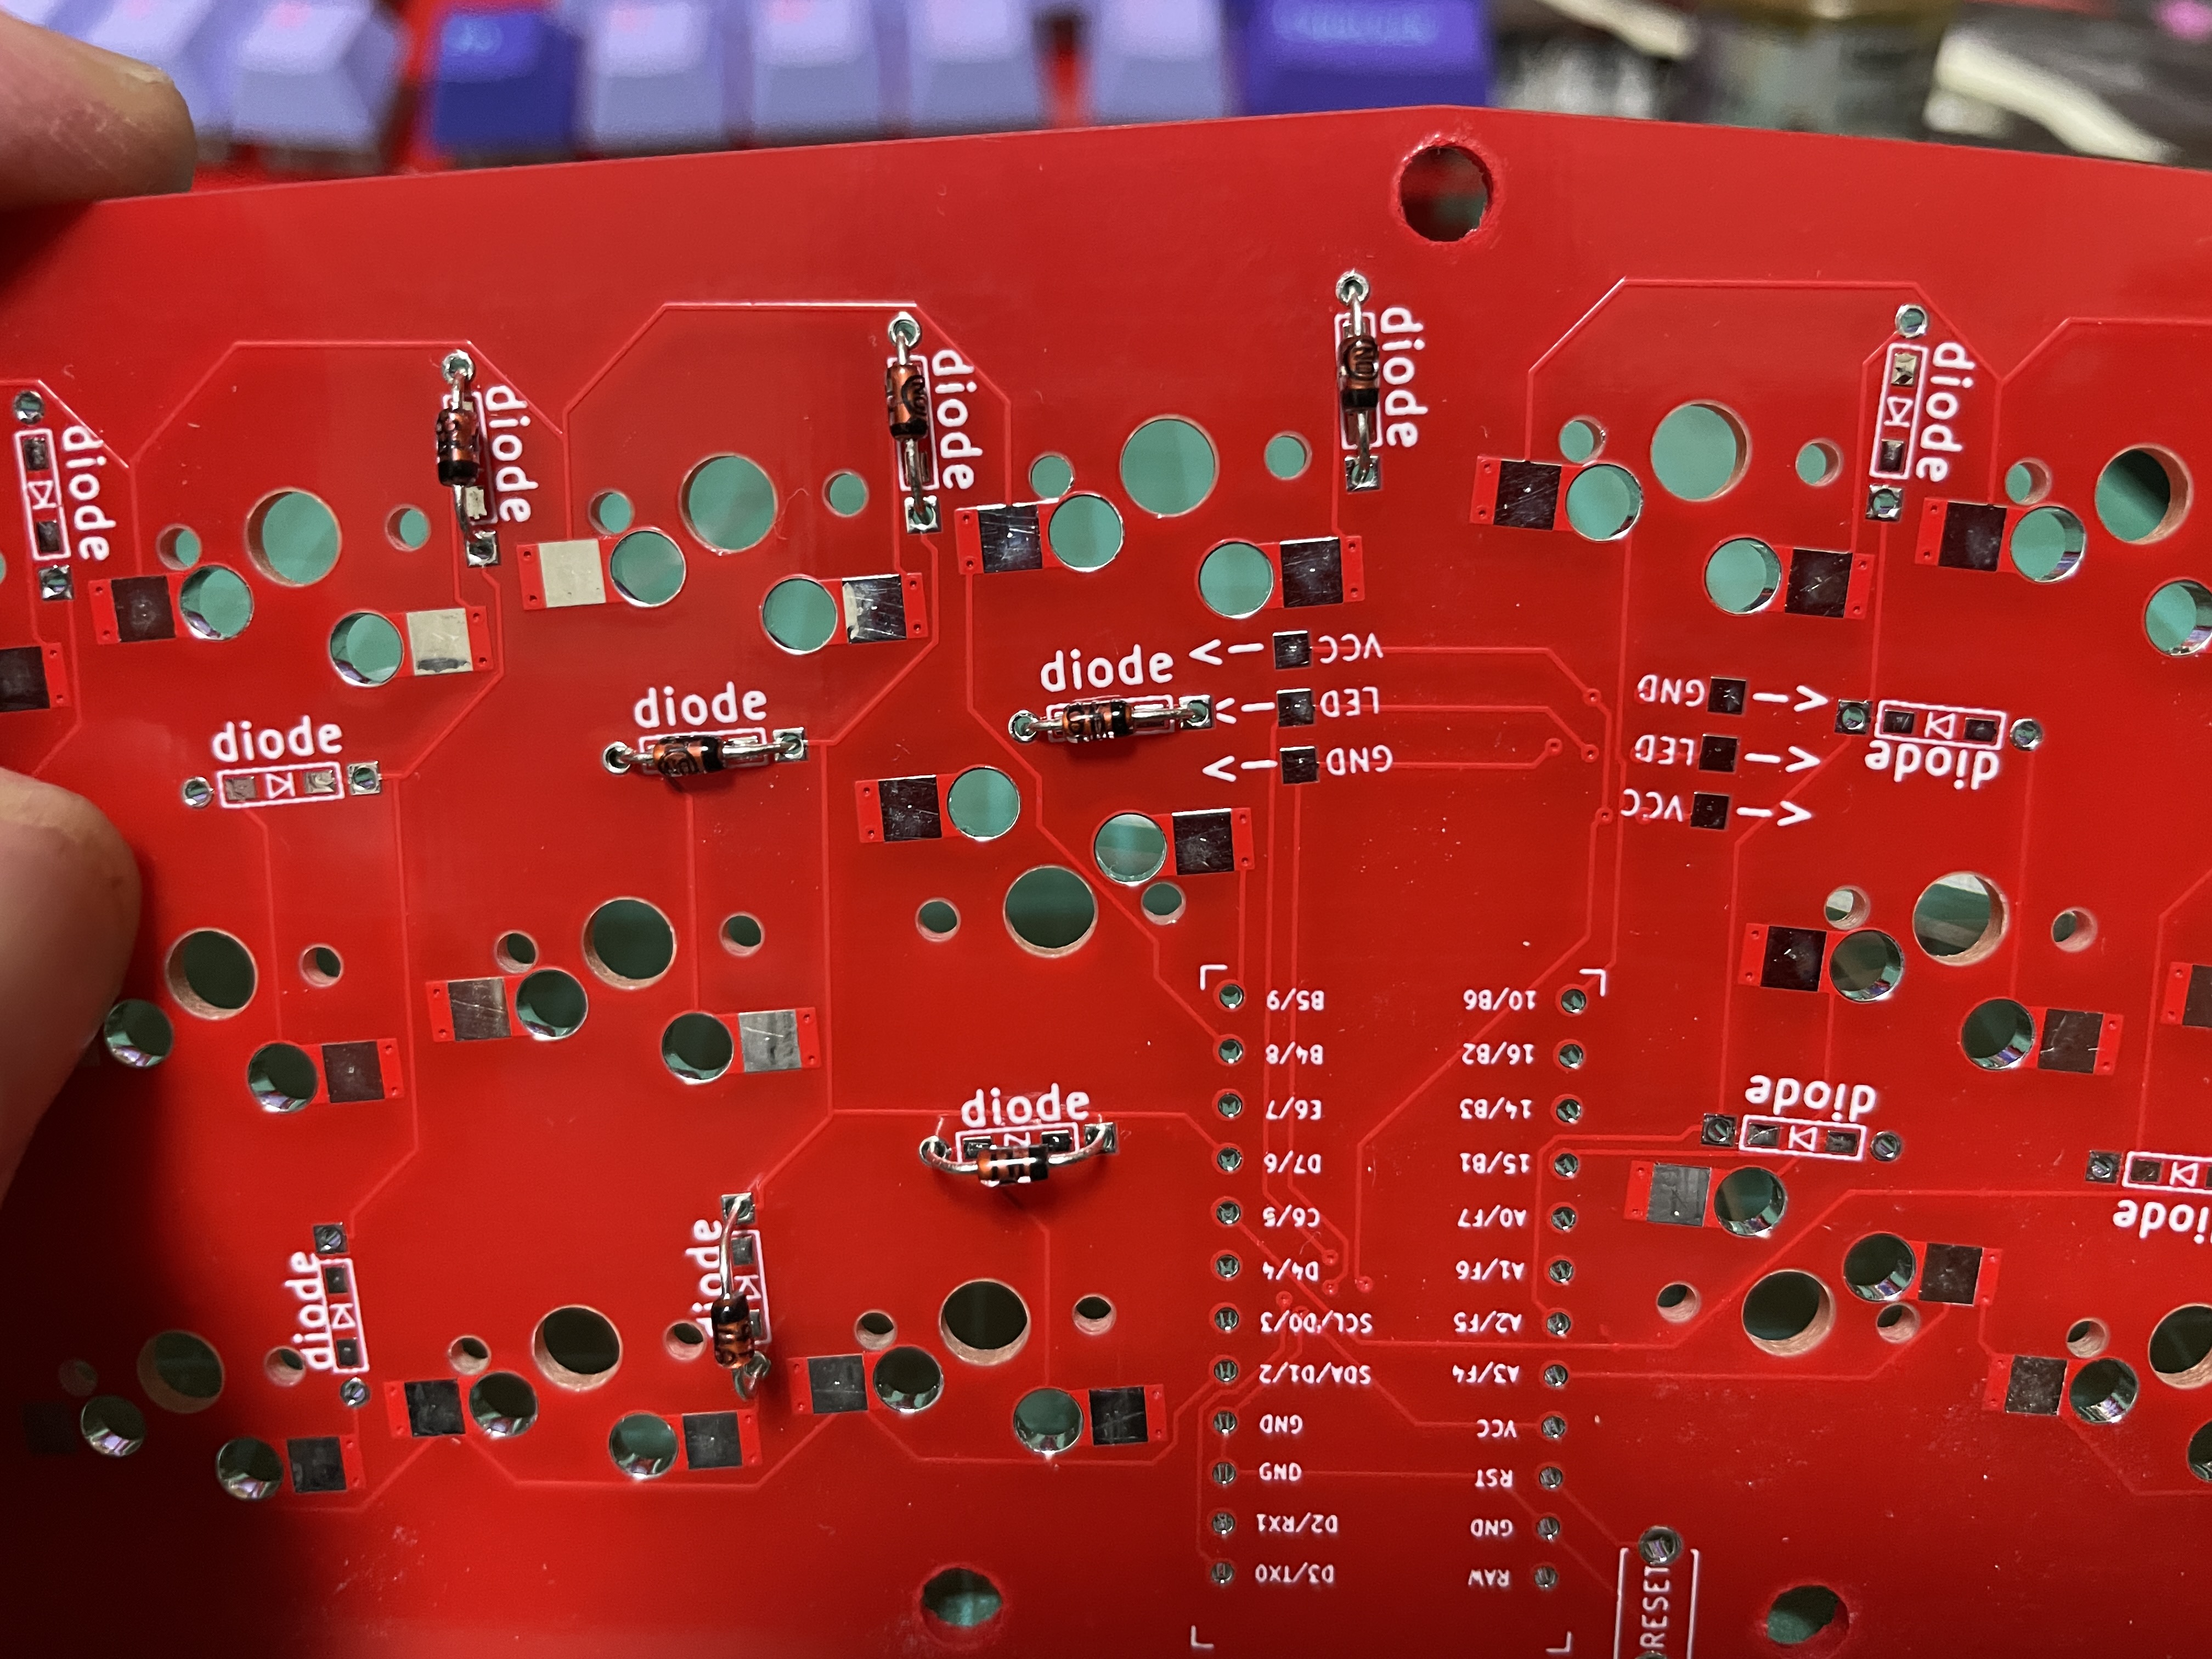 diode
diode
diode
diode
diode
diode
diode
diode
VCC
LED
GND
GND
LED
VCC
diode
diode
diode
diode
diode
diode
B5/9
10/B6
B4/8
16/B2
E6/7
14/B3
D7/6
15/B1
C6/5
A0/F7
D4/4
A1/F6
SCL/D0/3
A2/F5
SDA/D1/2
A3/F4
GND
VCC
GND
RST
D2/RX1
GND
D3/TX0
RAW
RESET